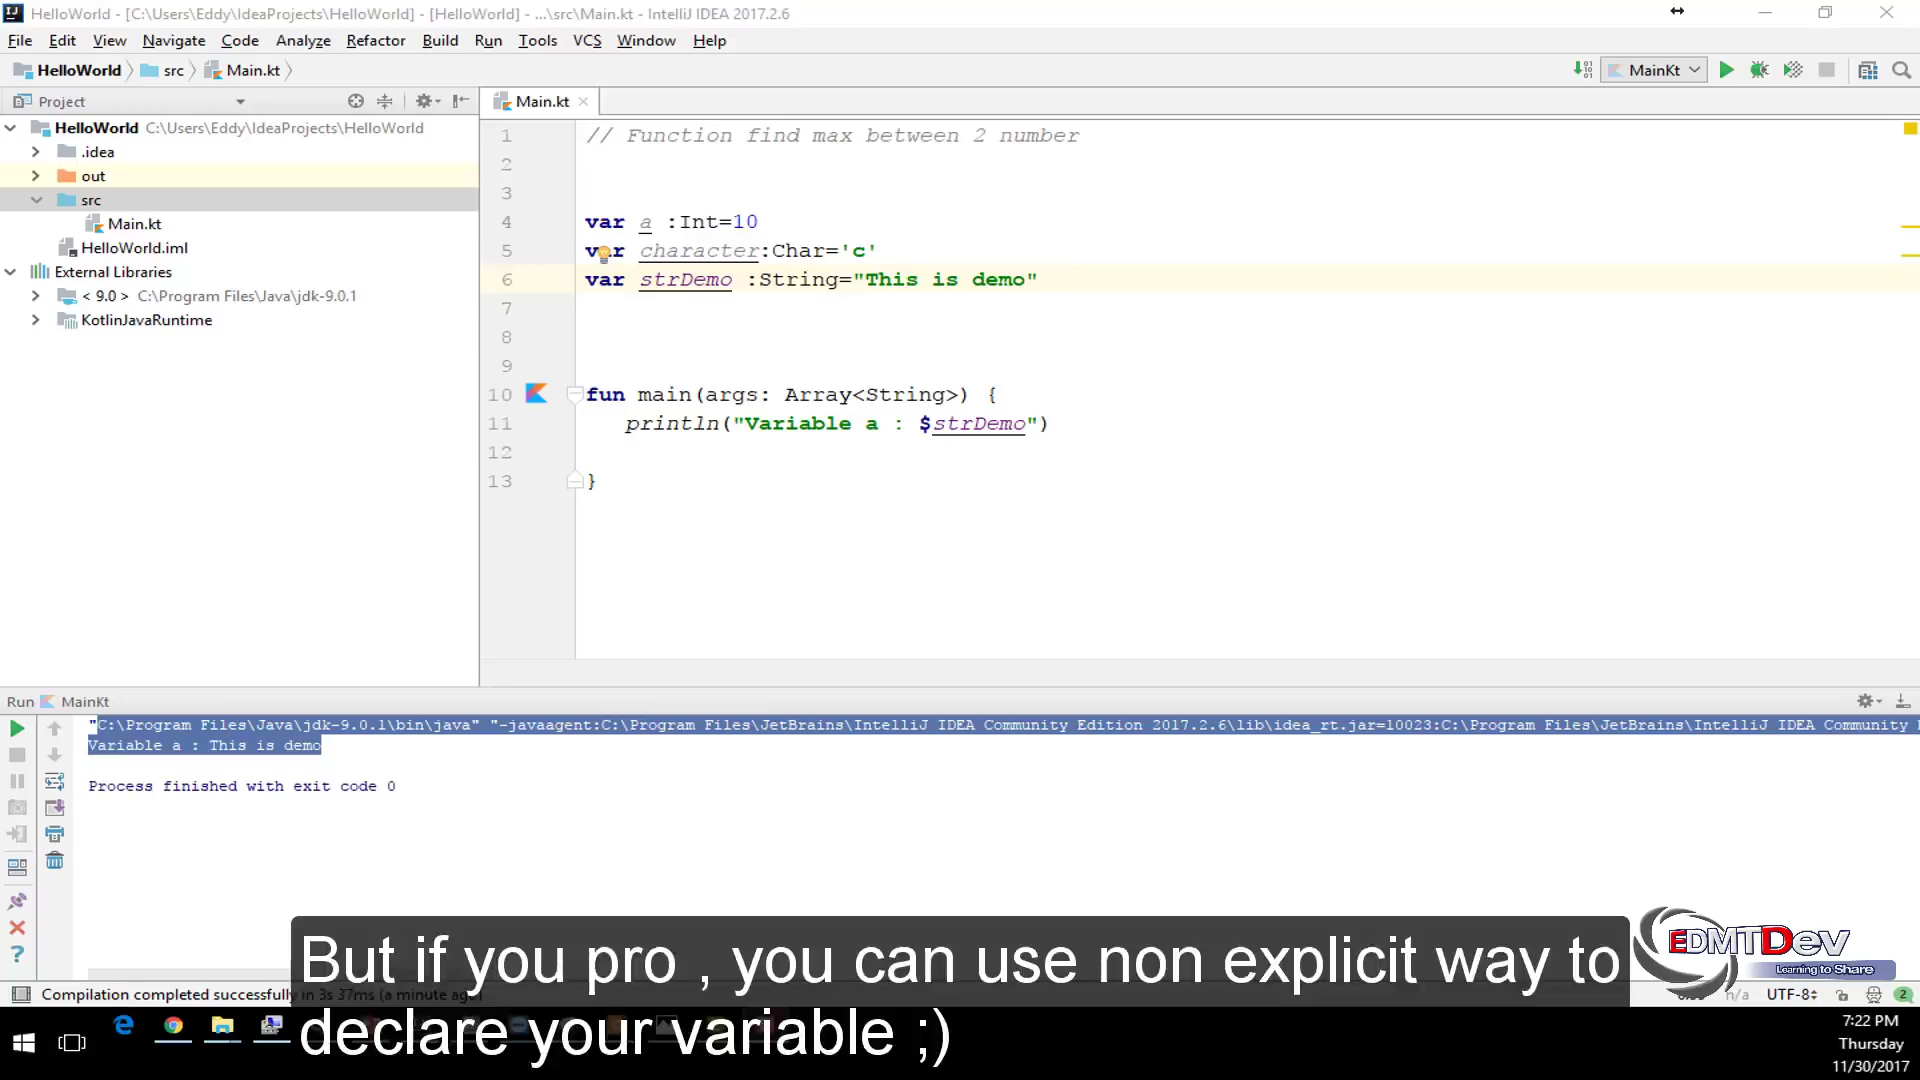 HelloWorld - [C:\Users\Eddy\IdeaProjects\HelloWorld] - [HelloWorld] - ...\src\Main.kt - IntelliJ IDEA 2017.2.6
File Edit View Navigate Code Analyze Refactor Build Run Tools VCS Window Help
HelloWorld src Main.kt
MainKt
Project
Main.kt
HelloWorld C:\Users\Eddy\IdeaProjects\HelloWorld
.idea
out
src
Main.kt
HelloWorld.iml
External Libraries
< 9.0 > C:\Program Files\Java\jdk-9.0.1
KotlinJavaRuntime
1 // Function find max between 2 number
2
3
4 var a :Int=10
5 var character:Char='c'
6 var strDemo :String="This is demo"
7
8
9
10 fun main(args: Array<String>) {
11 println("Variable a : $strDemo")
12
13 }
Run MainKt
"C:\Program Files\Java\jdk-9.0.1\bin\java" "-javaagent:C:\Program Files\JetBrains\IntelliJ IDEA Community Edition 2017.2.6\lib\idea_rt.jar=10023:C:\Program Files\JetBrains\IntelliJ IDEA Community
Variable a : This is demo
Process finished with exit code 0
But if you pro , you can use non explicit way to
declare your variable ;)
EDMTDev
Learning to Share
Compilation completed successfully in 3s 37ms (a minute ago)
n/a UTF-8 2
7:22 PM
Thursday
11/30/2017